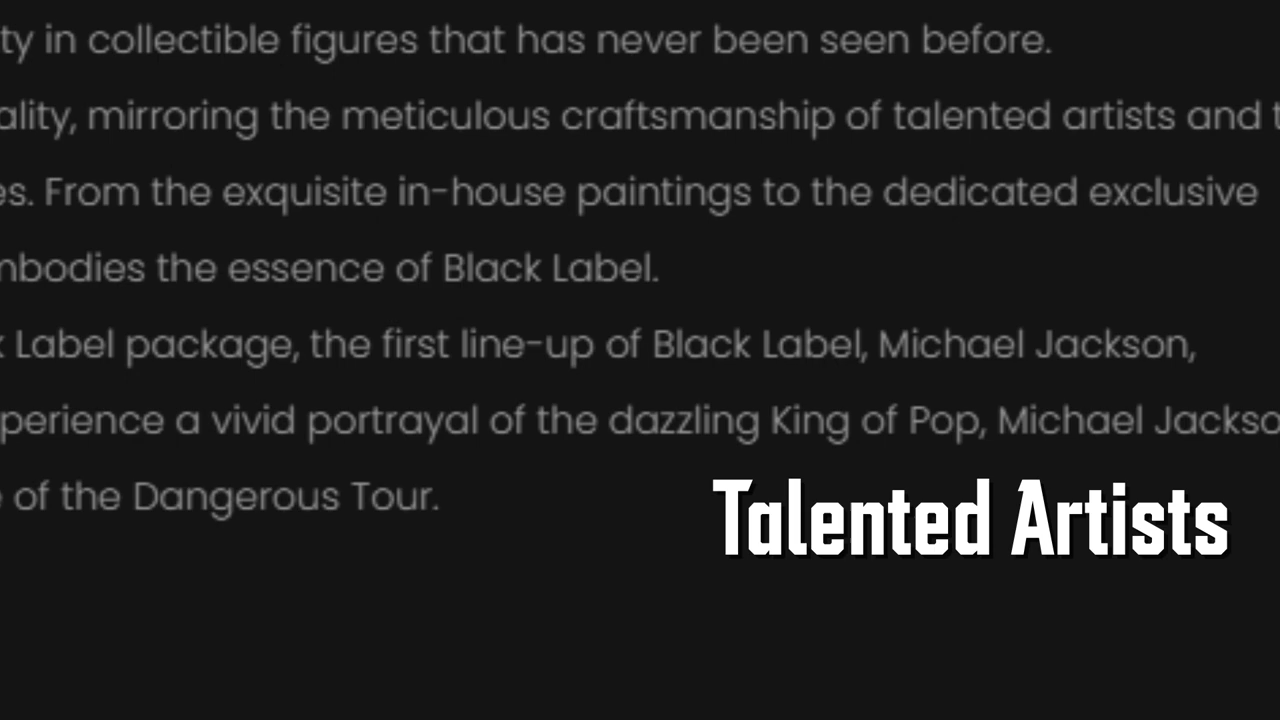 ty in collectible figures that has never been seen before.
ality, mirroring the meticulous craftsmanship of talented artists and t
es. From the exquisite in-house paintings to the dedicated exclusive
mbodies the essence of Black Label.
k Label package, the first line-up of Black Label, Michael Jackson,
perience a vivid portrayal of the dazzling King of Pop, Michael Jackso
e of the Dangerous Tour.
Talented Artists